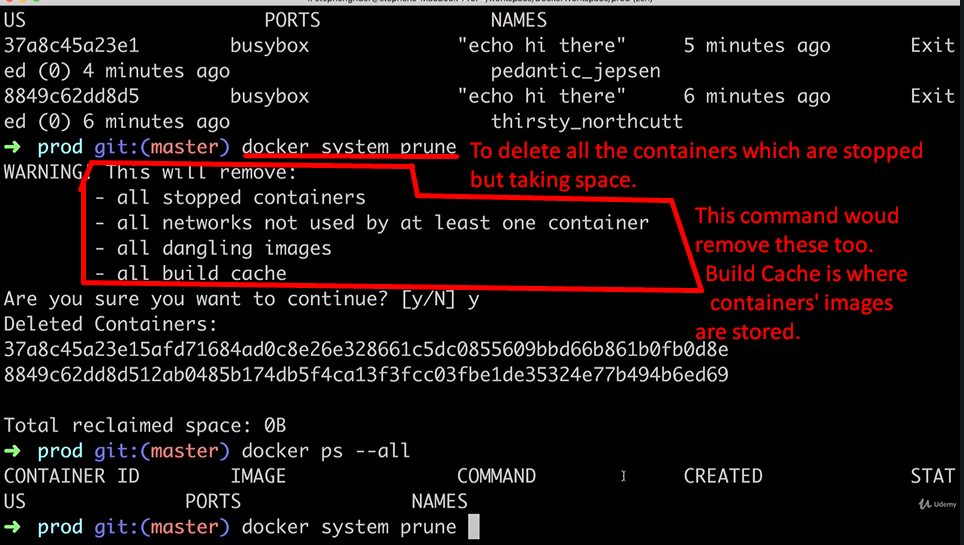 US PORTS NAMES
37a8c45a23e1 busybox "echo hi there" 5 minutes ago Exit
ed (0) 4 minutes ago pedantic_jepsen
8849c62dd8d5 busybox "echo hi there" 6 minutes ago Exit
ed (0) 6 minutes ago thirsty_northcutt
➜ prod git:(master) docker system prune
To delete all the containers which are stopped
but taking space.
WARNING! This will remove:
- all stopped containers
- all networks not used by at least one container
- all dangling images
- all build cache
This command woud
remove these too.
Build Cache is where
containers' images
are stored.
Are you sure you want to continue? [y/N] y
Deleted Containers:
37a8c45a23e15afd71684ad0c8e26e328661c5dc0855609bbd66b861b0fb0d8e
8849c62dd8d512ab0485b174db5f4ca13f3fcc03fbe1de35324e77b494b6ed69
Total reclaimed space: 0B
➜ prod git:(master) docker ps --all
CONTAINER ID IMAGE COMMAND CREATED STAT
US PORTS NAMES
Udemy
➜ prod git:(master) docker system prune